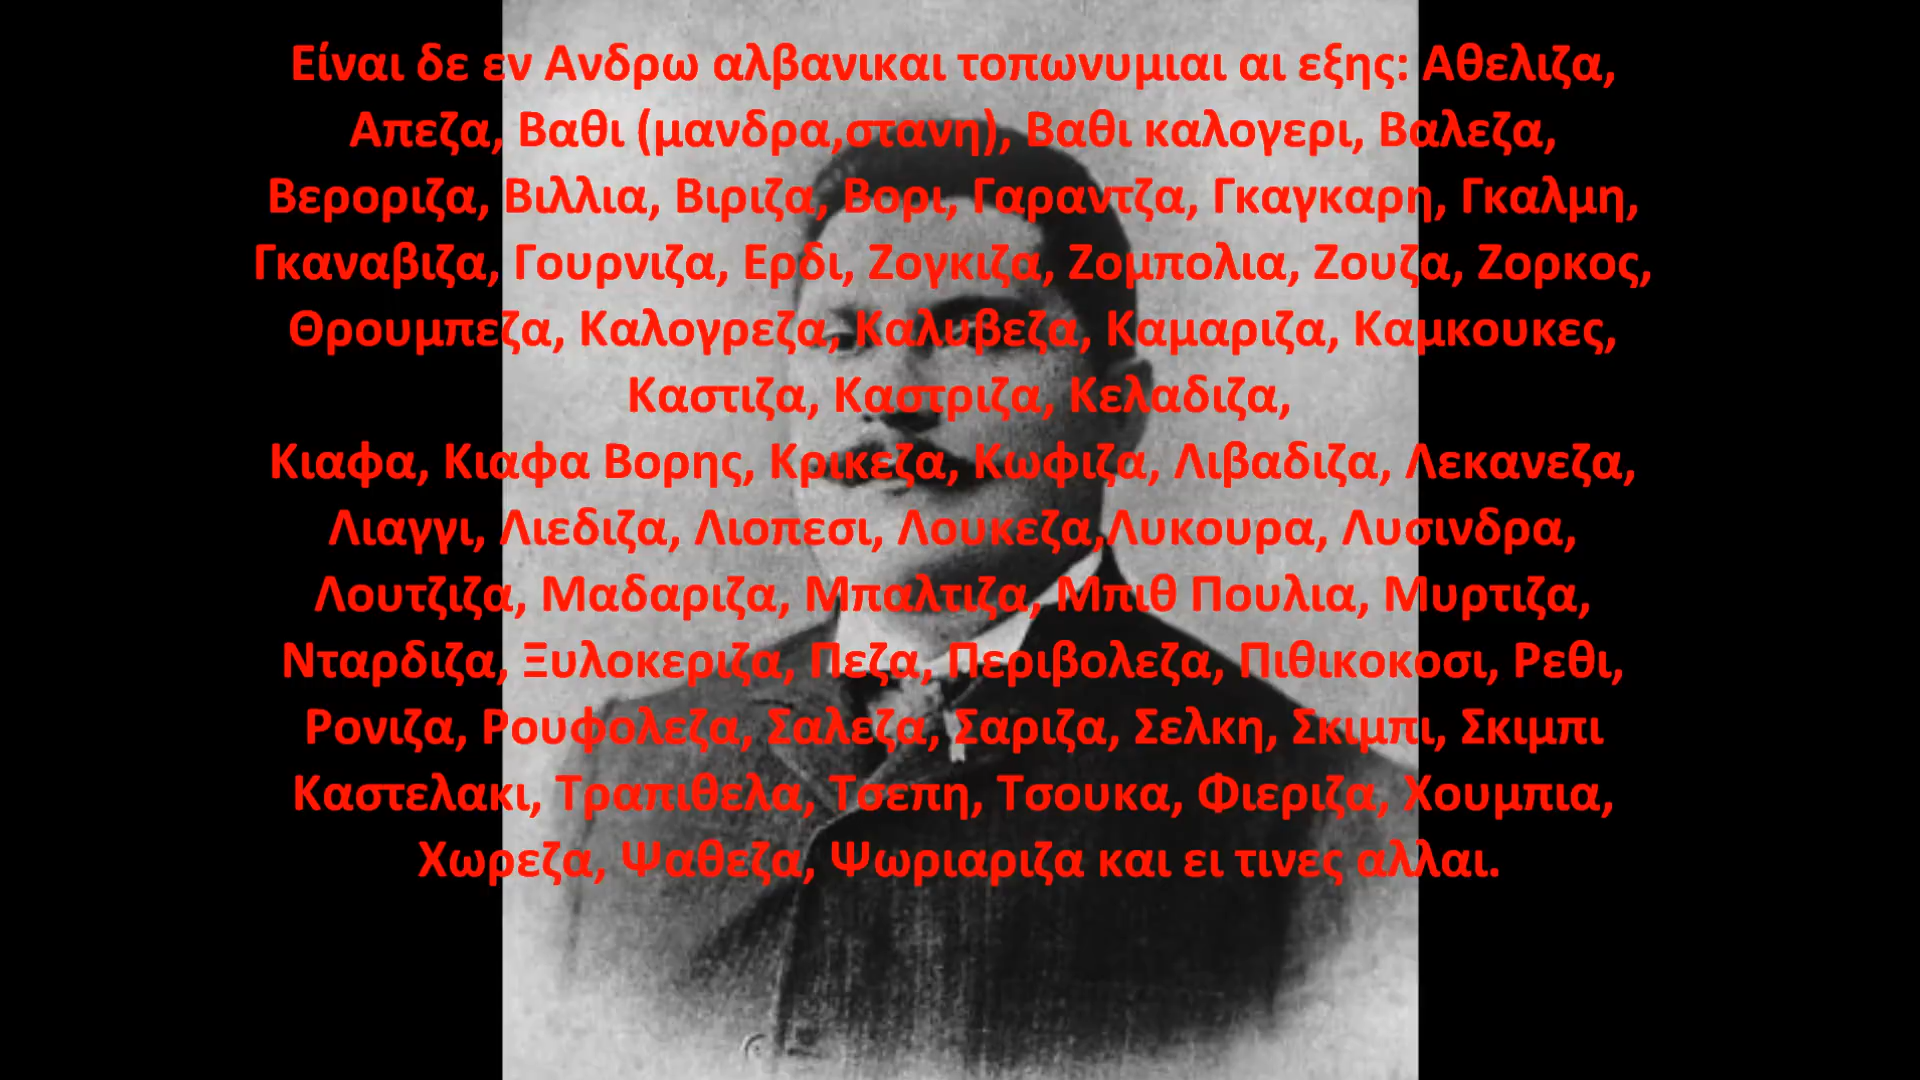 Είναι δε εν Ανδρω αλβανικαι τοπωνυμιαι αι εξης: Αθελιζα,
Απεζα, Βαθι (μανδρα,στανη), Βαθι καλογερι, Βαλεζα,
Βεροριζα, Βιλλια, Βιριζα, Βορι, Γαραντζα, Γκαγκαρη, Γκαλμη,
Γκαναβιζα, Γουρνιζα, Ερδι, Ζογκιζα, Ζομπολια, Ζουζα, Ζορκος,
Θρουμπεζα, Καλογρεζα, Καλυβεζα, Καμαριζα, Καμκουκες,
Καστιζα, Καστριζα, Κελαδιζα,
Κιαφα, Κιαφα Βορης, Κρικεζα, Κωφιζα, Λιβαδιζα, Λεκανεζα,
Λιαγγι, Λιεδιζα, Λιοπεσι, Λουκεζα,Λυκουρα, Λυσινδρα,
Λουτζιζα, Μαδαριζα, Μπαλτιζα, Μπιθ Πουλια, Μυρτιζα,
Νταρδιζα, Ξυλοκεριζα, Πεζα, Περιβολεζα, Πιθικοκοσι, Ρεθι,
Ρονιζα, Ρουφολεζα, Σαλεζα, Σαριζα, Σελκη, Σκιμπι, Σκιμπι
Καστελακι, Τραπιθελα, Τσεπη, Τσουκα, Φιεριζα, Χουμπια,
Χωρεζα, Ψαθεζα, Ψωριαριζα και ει τινες αλλαι.